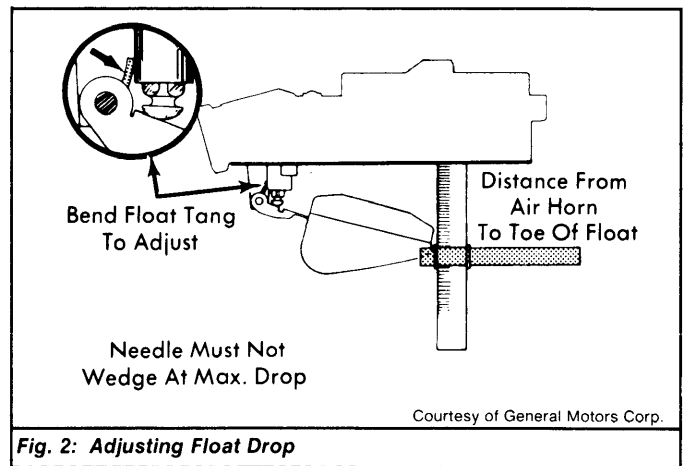 Bend Float Tang
To Adjust
Distance From
Air Horn
To Toe Of Float
Needle Must Not
Wedge At Max. Drop
Courtesy of General Motors Corp.
Fig. 2: Adjusting Float Drop